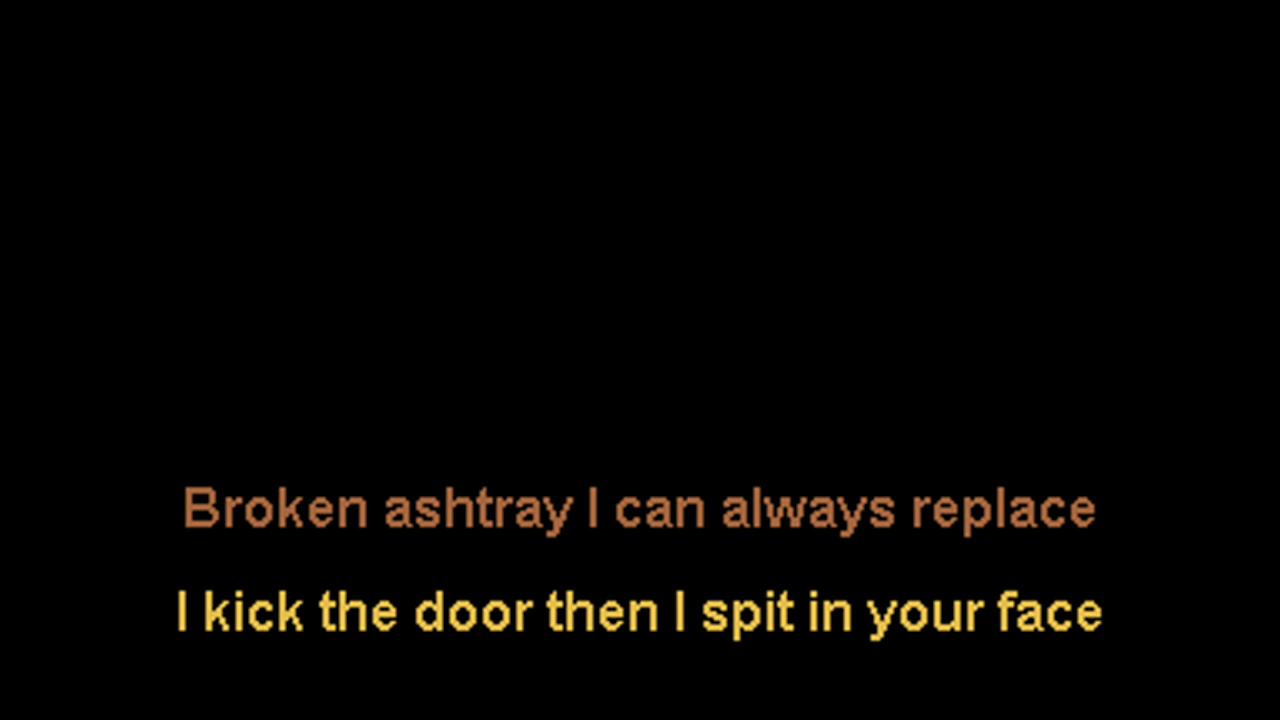 Broken ashtray I can always replace
I kick the door then I spit in your face